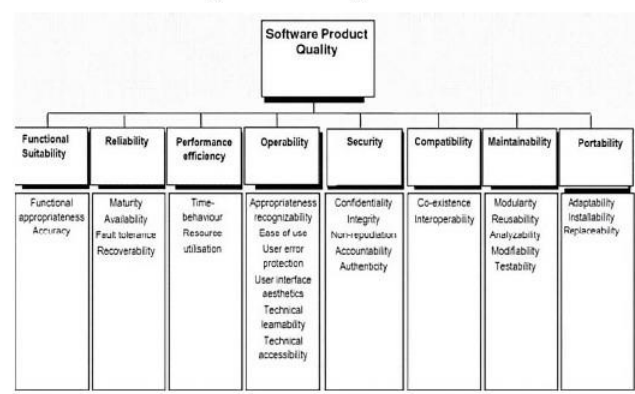 Software Product
Quality
Functional
Suitability
Reliability
Performance
efficiency
Operability
Security
Compatibility
Maintainability
Portability
Functional
appropriateness
Accuracy
Maturity
Availability
Fault tolerance
Recoverability
Time-
behaviour
Resource
utilisation
Appropriateness
recognizability
Ease of use
User error
protection
User interface
aesthetics
Technical
learnability
Technical
accessibility
Confidentiality
Integrity
Non-repudiation
Accountability
Authenticity
Co-existence
Interoperability
Modularity
Reusability
Analyzability
Modifiability
Testability
Adaptability
Installability
Replaceability